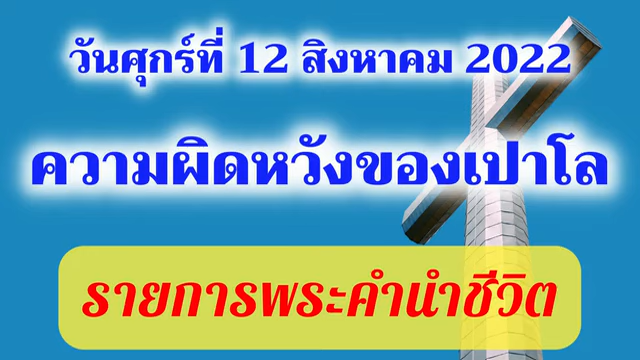 วันศุกร์ที่ 12 สิงหาคม 2022
ความผิดหวังของเปาโล
รายการพระคำนำชีวิต